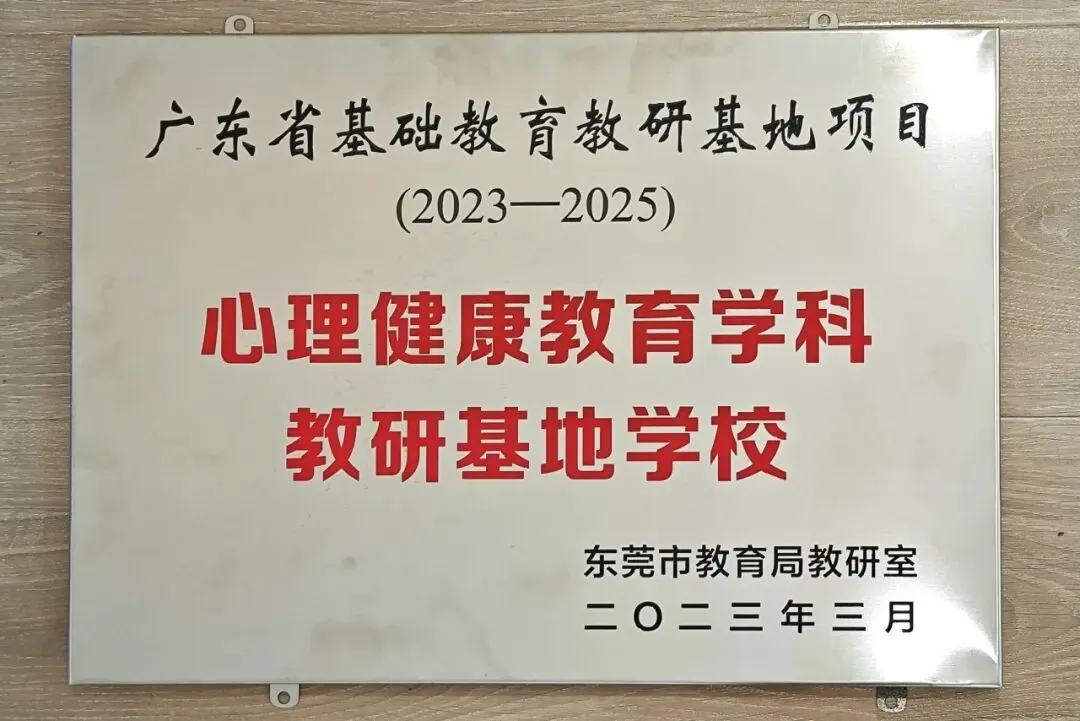 广东省基础教育教研基地项目
(2023—2025)
心理健康教育学科
教研基地学校
东莞市教育局教研室
二〇二三年三月